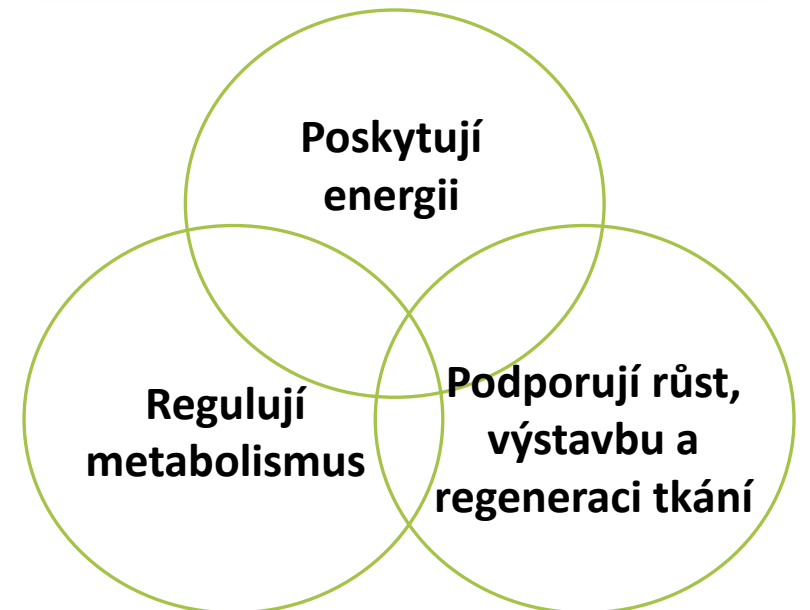 Poskytují
energii
Regulují
metabolismus
Podporují růst,
výstavbu a
regeneraci tkání